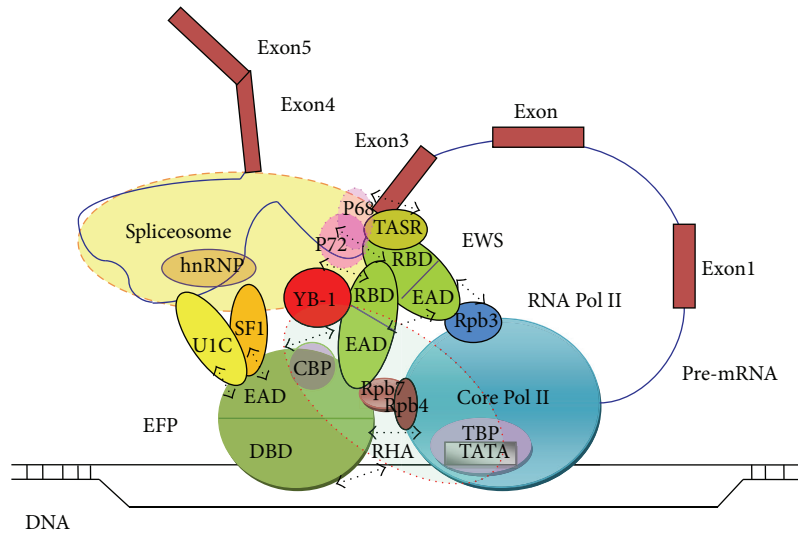 Exon5
Exon4
Exon
Exon3
P68
TASR
Spliceosome
P72
EWS
RBD
hnRNP
Exon1
RBD
EAD
YB-1
RNA Pol II
Rpb3
SF1
U1C
EAD
CBP
Pre-mRNA
Rpb7
EAD
Core Pol II
Rpb4
EFP
TBP
DBD
RHA
TATA
DNA